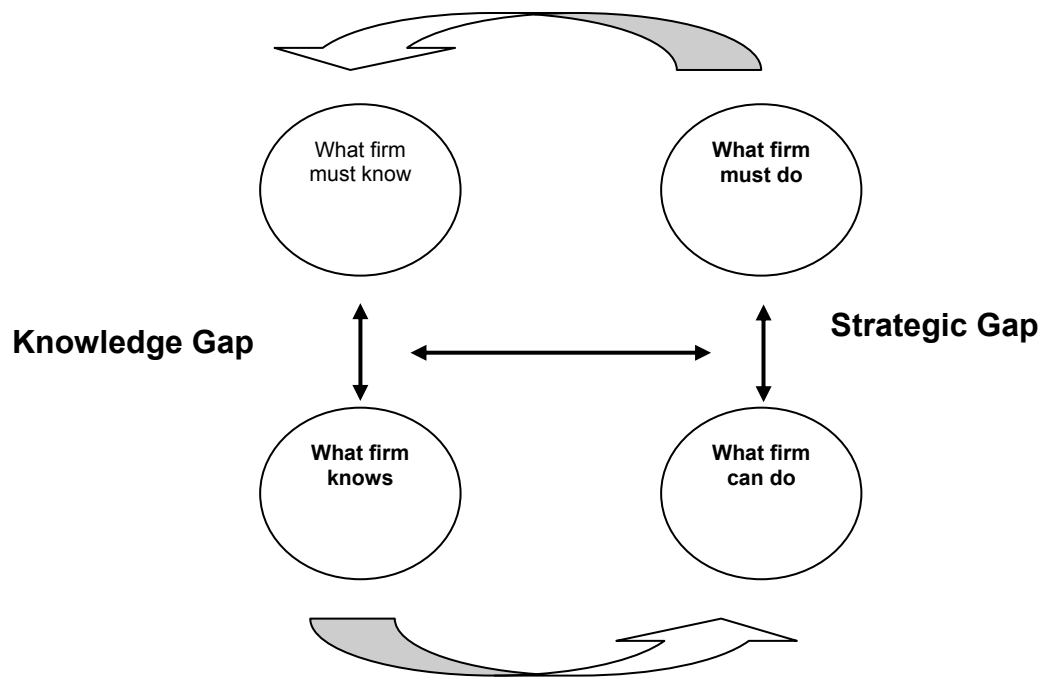 What firm
must know
What firm
must do
Knowledge Gap
Strategic Gap
What firm
knows
What firm
can do